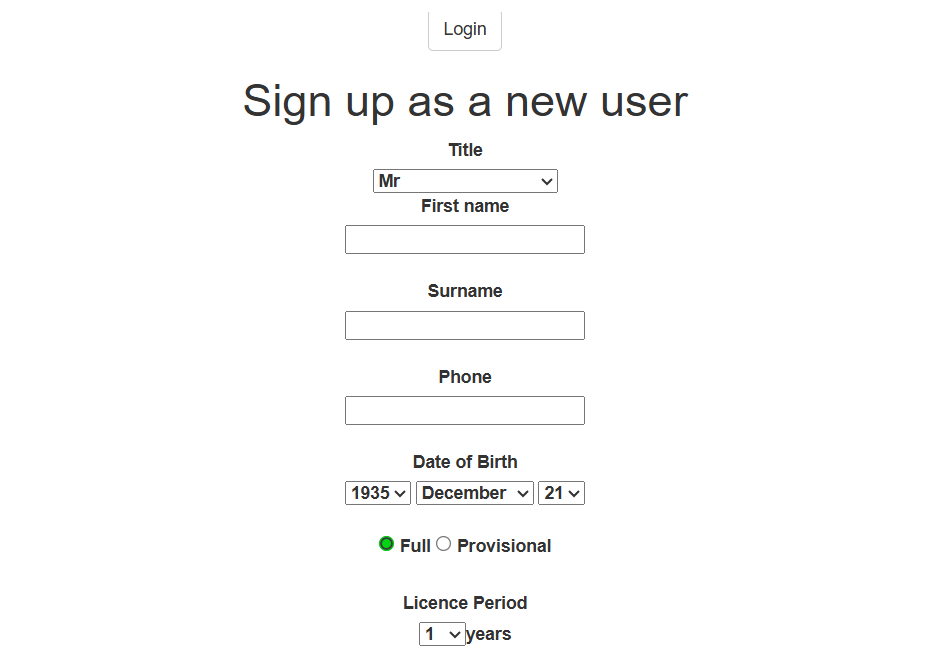 Login
Sign up as a new user
Title
Mr
First name
Surname
Phone
Date of Birth
1935 December 21
Full Provisional
Licence Period
1 years